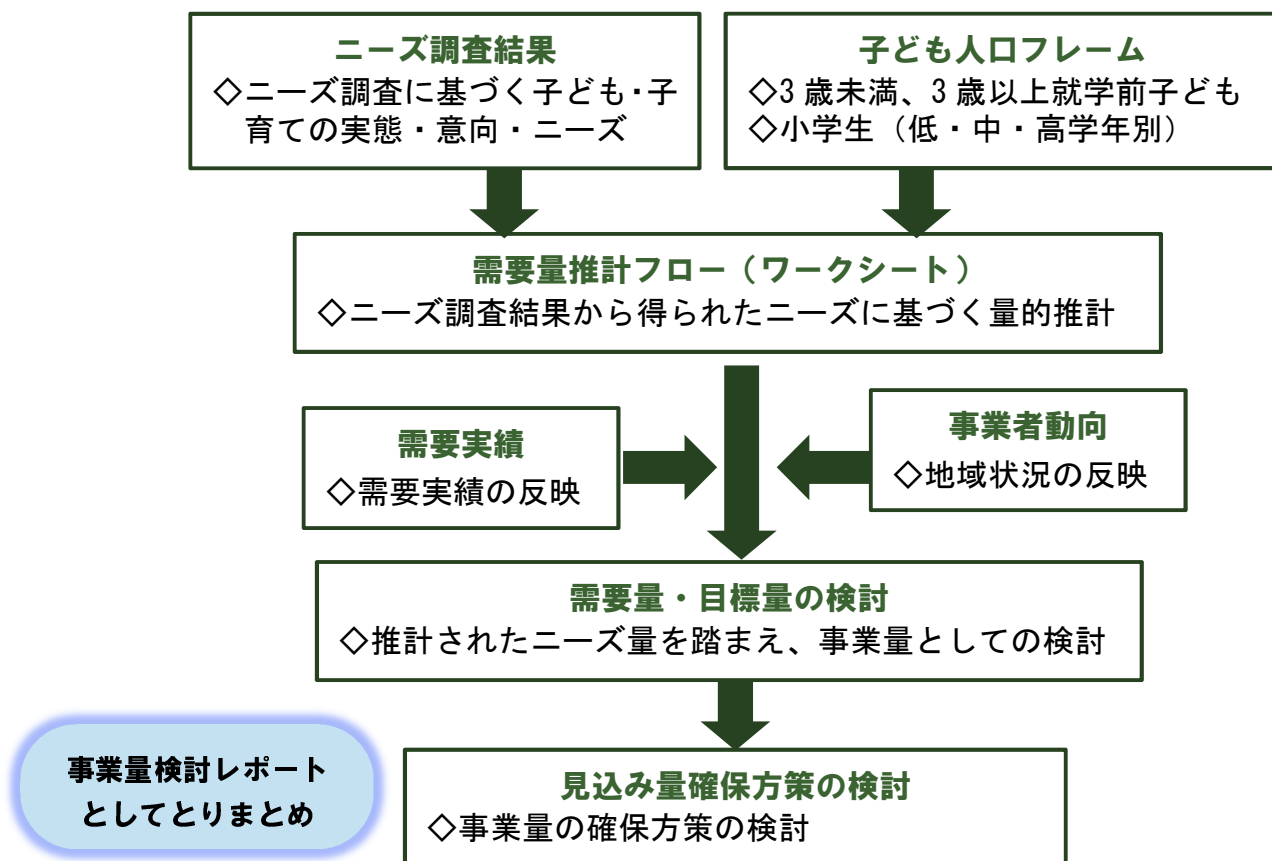 ニーズ調査結果
◇ニーズ調査に基づく子ども・子
育ての実態・意向・ニーズ
子ども人口フレーム
◇3歳未満、3歳以上就学前子ども
◇小学生（低・中・高学年別）
需要量推計フロー（ワークシート）
◇ニーズ調査結果から得られたニーズに基づく量的推計
需要実績
◇需要実績の反映
事業者動向
◇地域状況の反映
需要量・目標量の検討
◇推計されたニーズ量を踏まえ、事業量としての検討
事業量検討レポート
としてとりまとめ
見込み量確保方策の検討
◇事業量の確保方策の検討